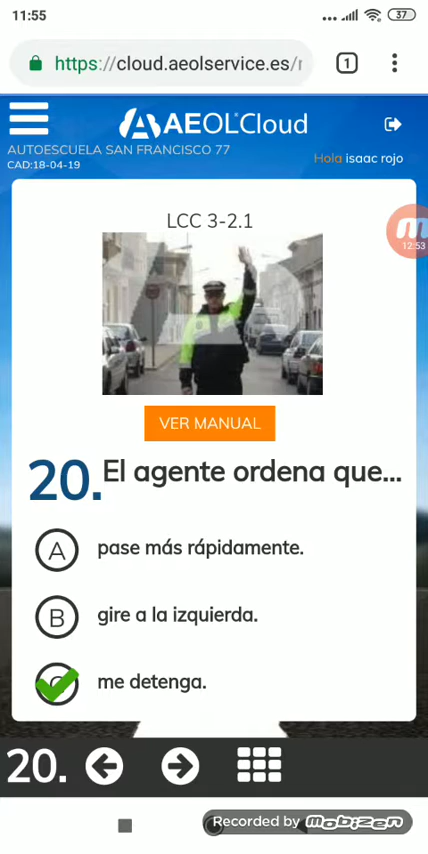 11:55
37
https://cloud.aeolservice.es/r
1
AEOL Cloud
AUTOESCUELA SAN FRANCISCO 77
CAD:18-04-19
Hola isaac rojo
LCC 3-2.1
12:53
VER MANUAL
20. El agente ordena que...
A pase más rápidamente.
B gire a la izquierda.
me detenga.
20.
Recorded by mobizen